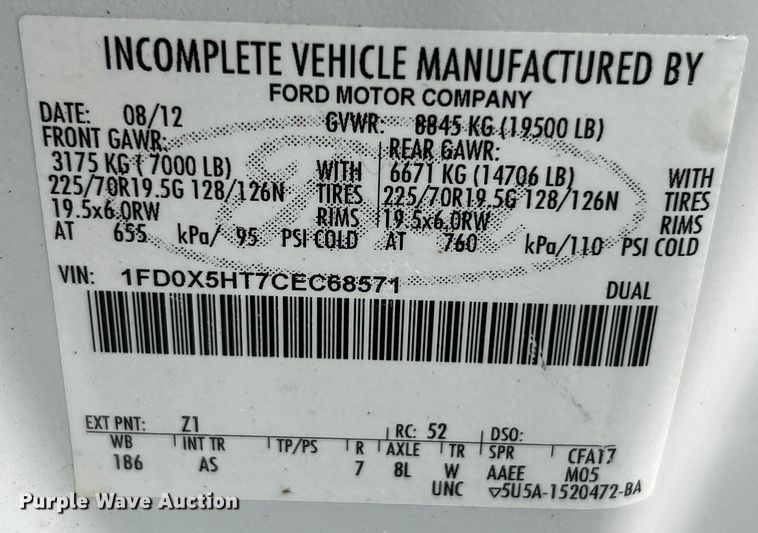 INCOMPLETE VEHICLE MANUFACTURED BY
FORD MOTOR COMPANY
DATE: 08/12 GVWR: 8845 KG (19500 LB)
FRONT GAWR: REAR GAWR:
3175 KG ( 7000 LB) WITH 6671 KG (14706 LB) WITH
225/70R19.5G 128/126N TIRES 225/70R19.5G 128/126N TIRES
19.5x6.0RW RIMS 19.5x6.0RW RIMS
AT 655 kPa/ 95 PSI COLD AT 760 kPa/110 PSI COLD
VIN: 1FD0X5HT7CEC68571 DUAL
EXT PNT: Z1 RC: 52 DSO:
WB INT TR TP/PS R AXLE TR SPR CFA17
186 AS 7 8L W AAEE M05
UNC ▽5U5A-1520472-BA
Purple Wave Auction